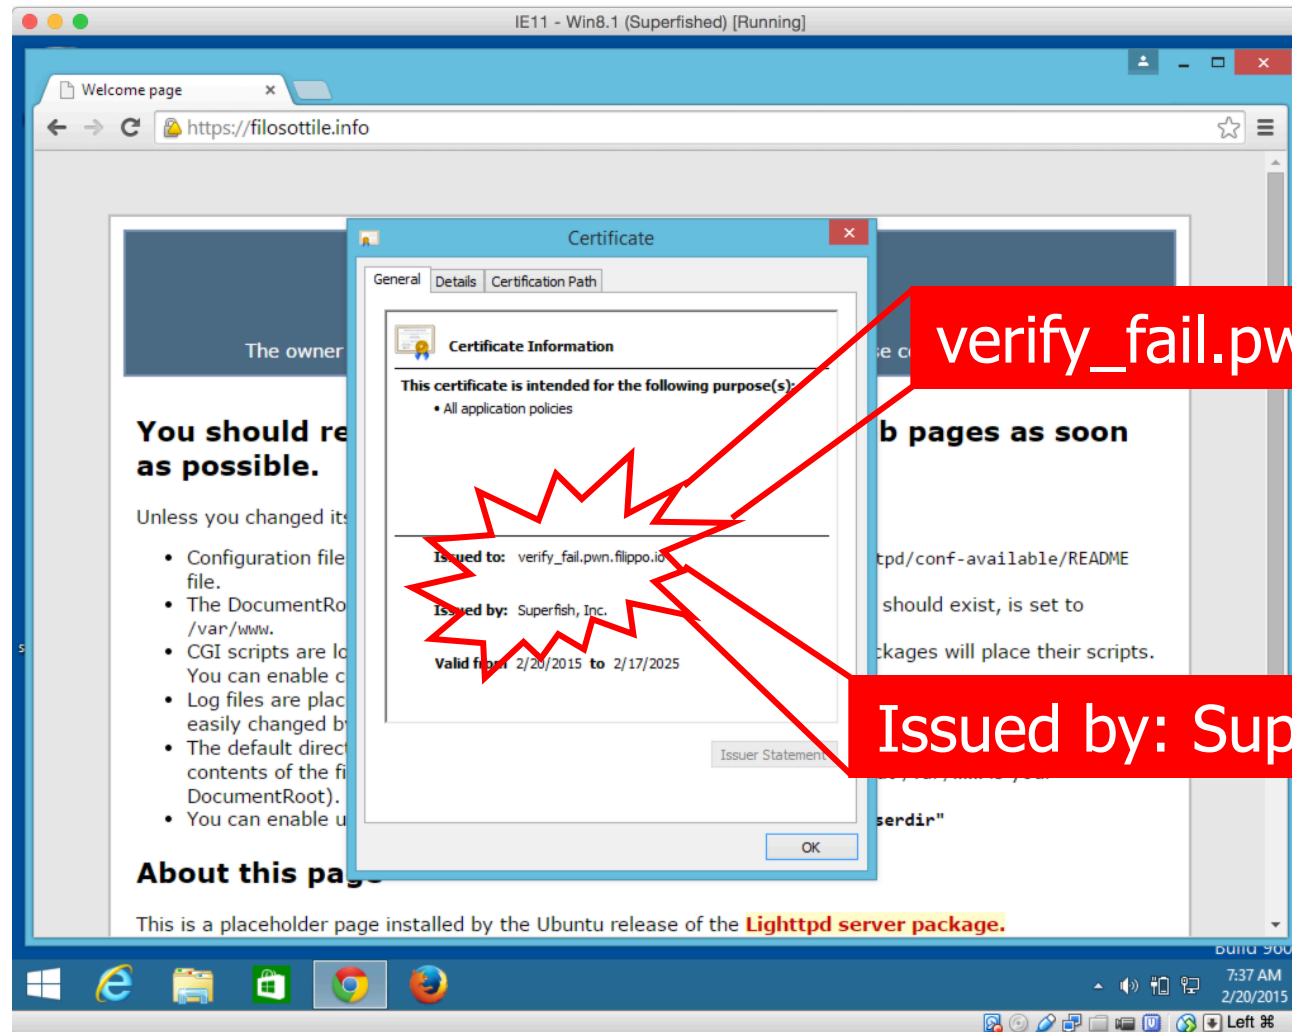 IE11 - Win8.1 (Superfished) [Running]
Welcome page
https://filosottile.info
Certificate
General Details Certification Path
Certificate Information
This certificate is intended for the following purpose(s):
• All application policies
Issued to: verify_fail.pwn.filippo.io
Issued by: Superfish, Inc.
Valid from 2/20/2015 to 2/17/2025
Issuer Statement
OK
verify_fail.pw
Issued by: Sup
The owner
se c
You should re
b pages as soon
as possible.
Unless you changed its
• Configuration file
tpd/conf-available/README
file.
• The DocumentRo
should exist, is set to
/var/www.
• CGI scripts are lo
ckages will place their scripts.
You can enable c
• Log files are plac
easily changed by
• The default direct
contents of the fi
DocumentRoot).
• You can enable u
serdir"
About this page
This is a placeholder page installed by the Ubuntu release of the Lighttpd server package.
Build 960
7:37 AM
2/20/2015
Left ⌘